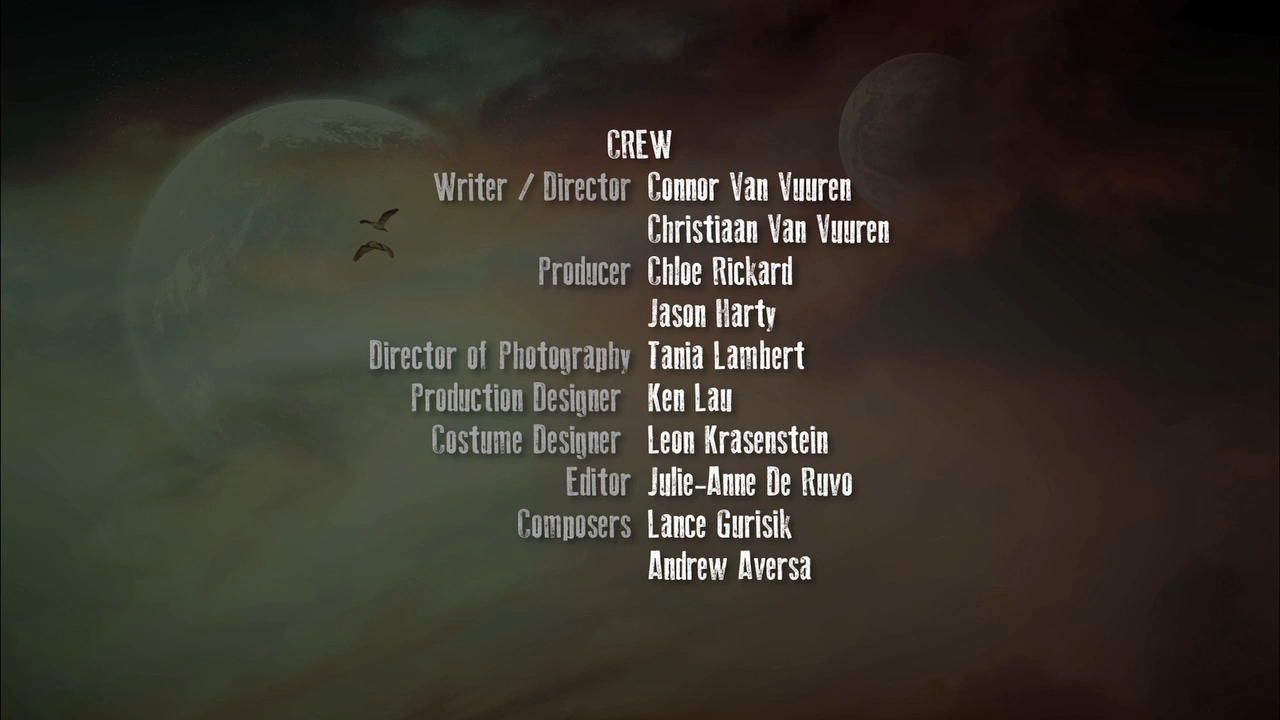 CREW
Writer / Director Connor Van Vuuren
Christiaan Van Vuuren
Producer Chloe Rickard
Jason Harty
Director of Photography Tania Lambert
Production Designer Ken Lau
Costume Designer Leon Krasenstein
Editor Julie-Anne De Ruvo
Composers Lance Gurisik
Andrew Aversa